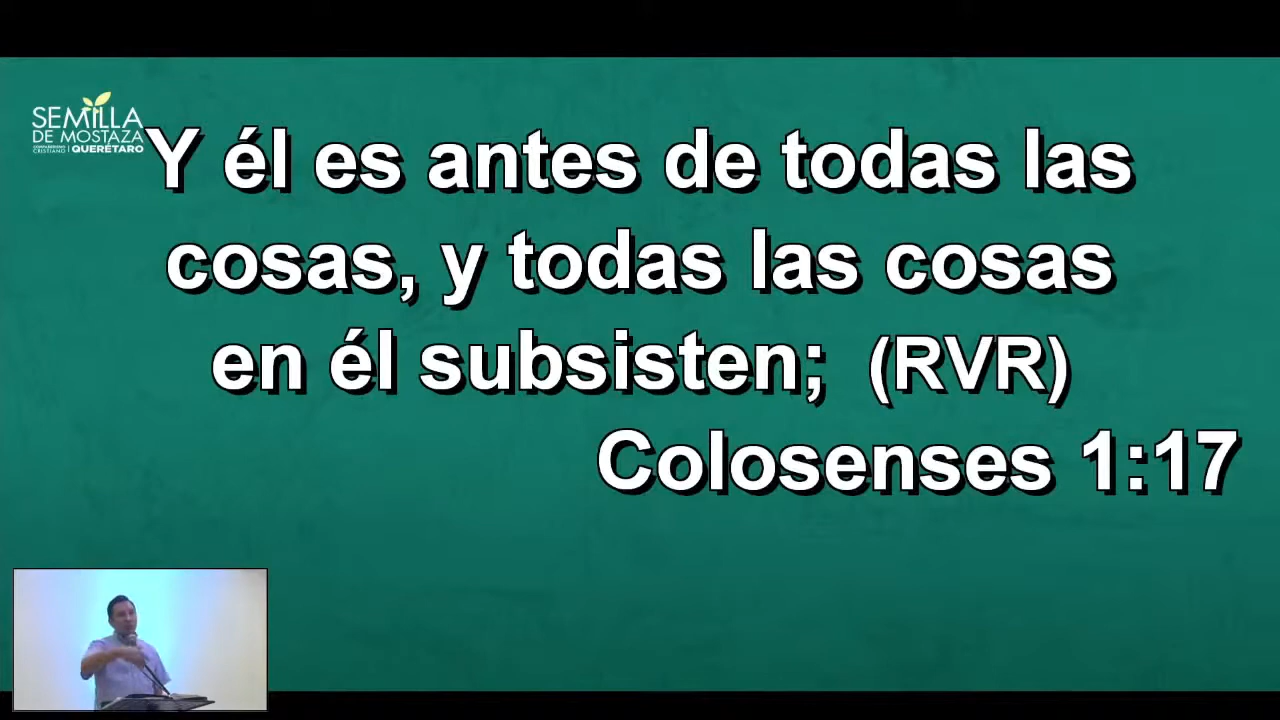 SEMILLA
DE MOSTAZA
CRISTIANO | QUERÉTARO
Y él es antes de todas las
cosas, y todas las cosas
en él subsisten; (RVR)
Colosenses 1:17